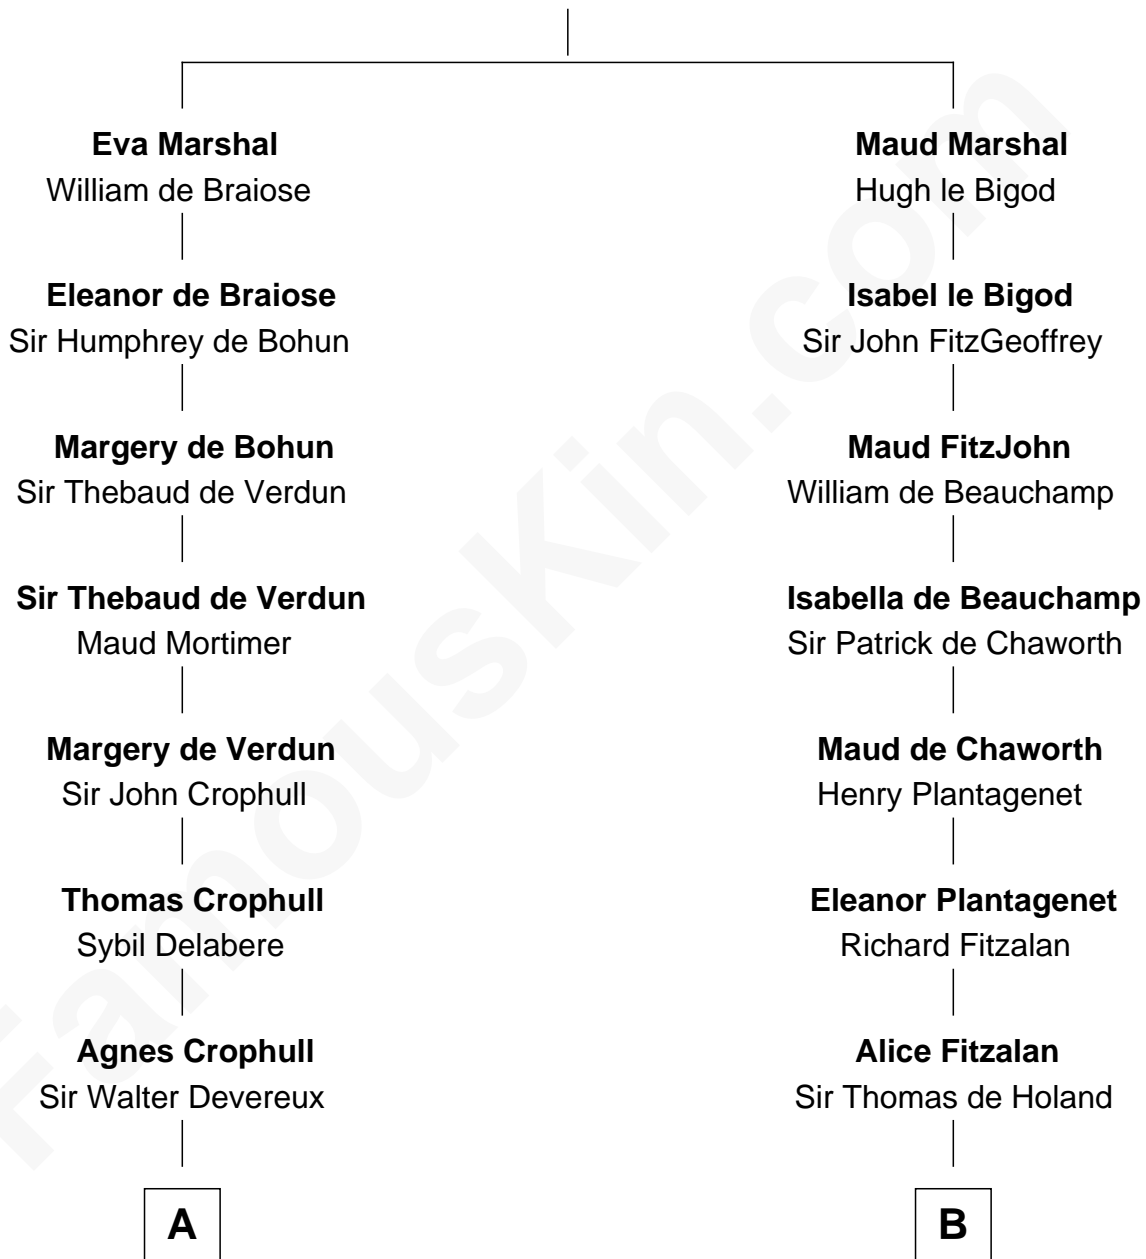 Eva Marshal
William de Braiose
Eleanor de Braiose
Sir Humphrey de Bohun
Margery de Bohun
Sir Thebaud de Verdun
Sir Thebaud de Verdun
Maud Mortimer
Margery de Verdun
Sir John Crophull
Thomas Crophull
Sybil Delabere
Agnes Crophull
Sir Walter Devereux
A
Maud Marshal
Hugh le Bigod
Isabel le Bigod
Sir John FitzGeoffrey
Maud FitzJohn
William de Beauchamp
Isabella de Beauchamp
Sir Patrick de Chaworth
Maud de Chaworth
Henry Plantagenet
Eleanor Plantagenet
Richard Fitzalan
Alice Fitzalan
Sir Thomas de Holand
B
FamousKin.com